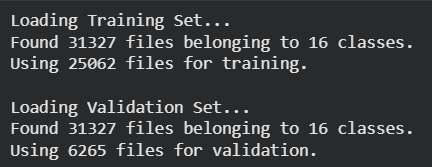 Loading Training Set...
Found 31327 files belonging to 16 classes.
Using 25062 files for training.

Loading Validation Set...
Found 31327 files belonging to 16 classes.
Using 6265 files for validation.